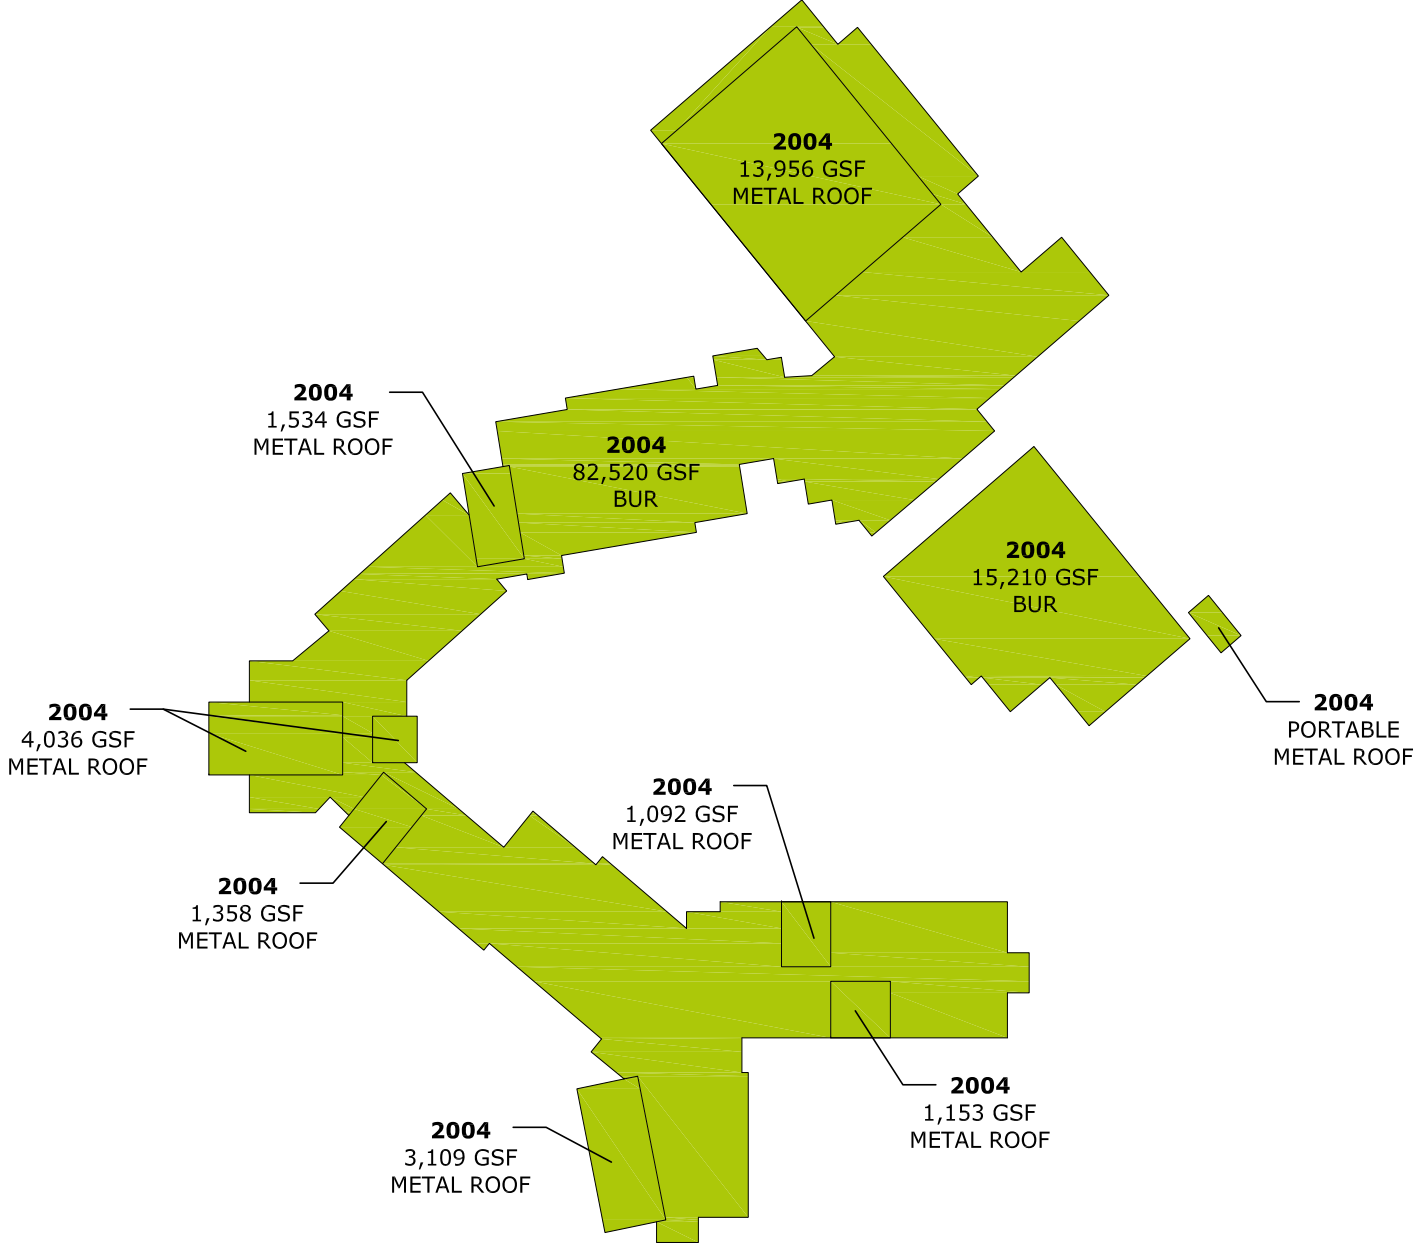 2004
13,956 GSF
METAL ROOF
2004
1,534 GSF
METAL ROOF
2004
82,520 GSF
BUR
2004
15,210 GSF
BUR
2004
PORTABLE
METAL ROOF
2004
4,036 GSF
METAL ROOF
2004
1,092 GSF
METAL ROOF
2004
1,358 GSF
METAL ROOF
2004
1,153 GSF
METAL ROOF
2004
3,109 GSF
METAL ROOF